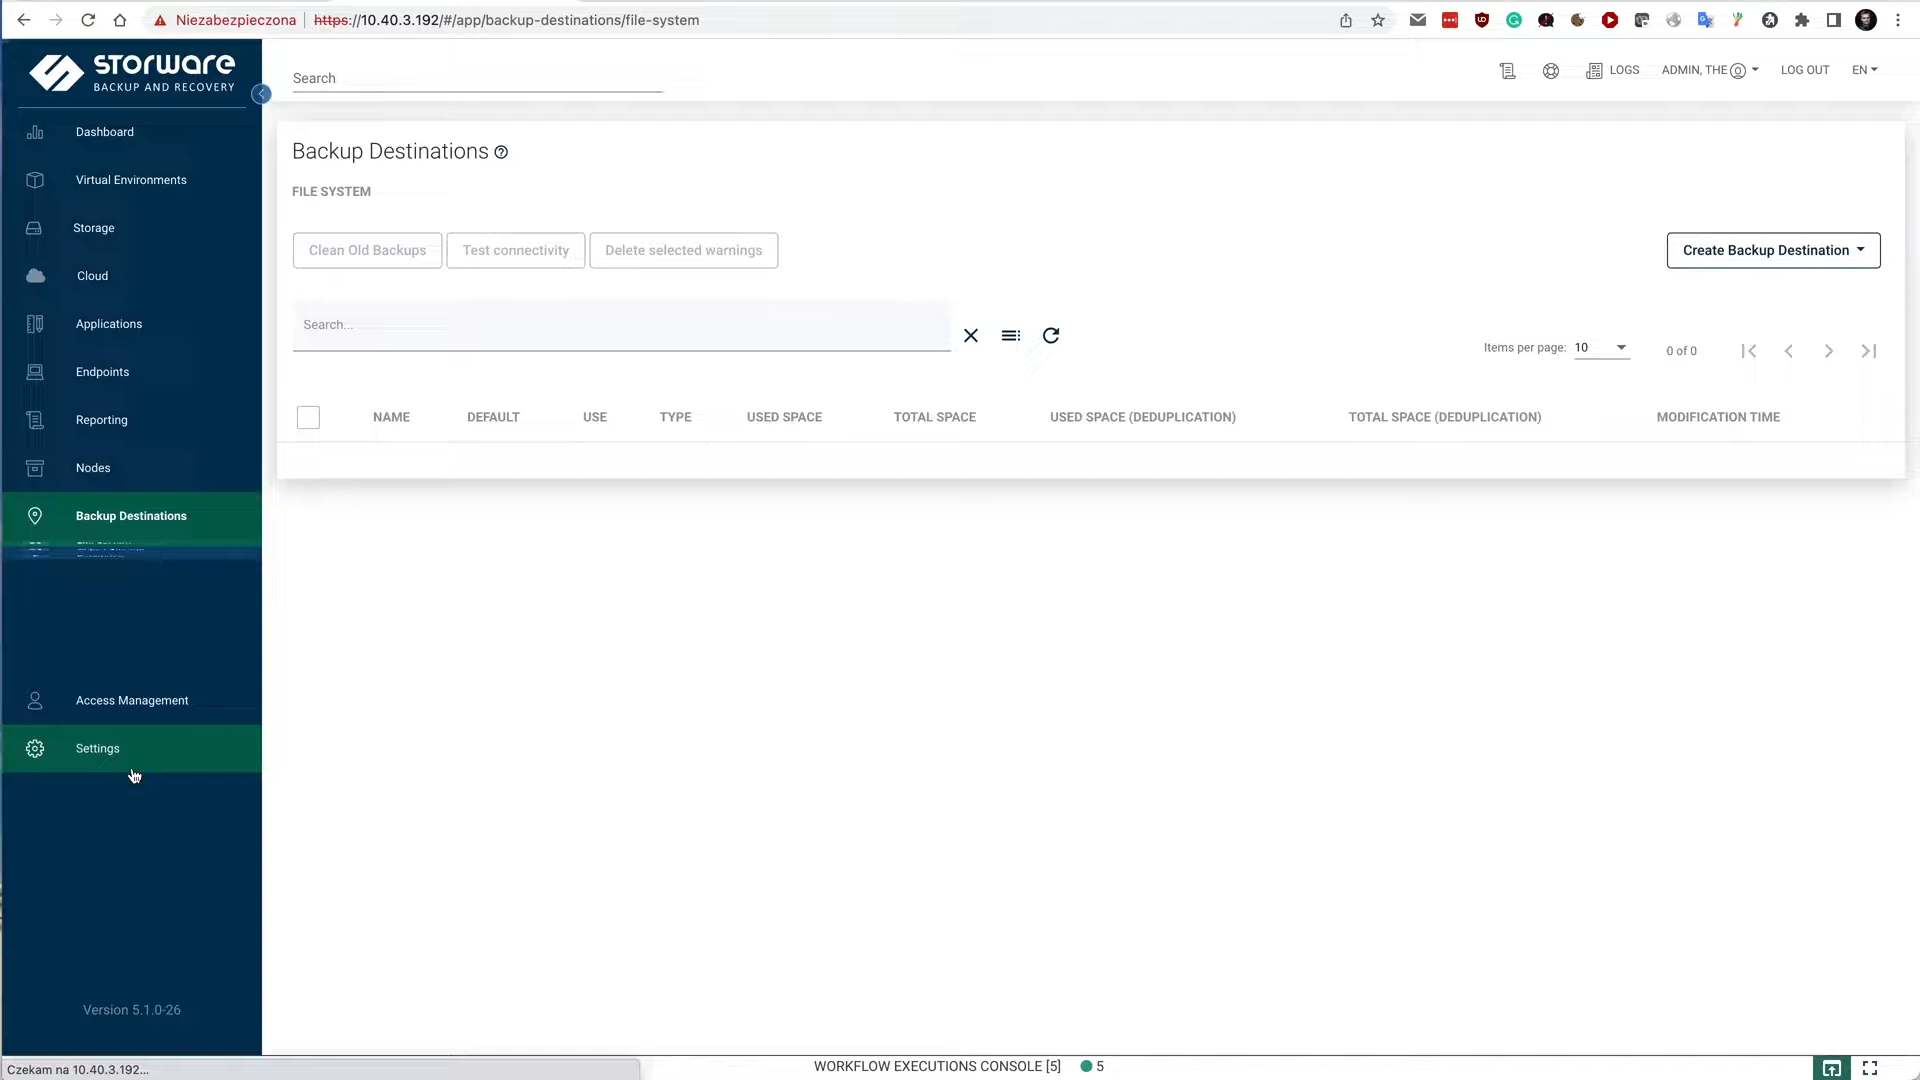 Niezabezpieczona
https://10.40.3.192/#/app/backup-destinations/file-system
STORWARE
BACKUP AND RECOVERY
Search
LOGS
ADMIN, THE
LOG OUT
EN
Dashboard
Virtual Environments
Storage
Cloud
Applications
Endpoints
Reporting
Nodes
Backup Destinations
Access Management
Settings
Version 5.1.0-26
Backup Destinations
FILE SYSTEM
Clean Old Backups
Test connectivity
Delete selected warnings
Create Backup Destination
Search...
Items per page: 10
0 of 0
NAME DEFAULT USE TYPE USED SPACE TOTAL SPACE USED SPACE (DEDUPLICATION) TOTAL SPACE (DEDUPLICATION) MODIFICATION TIME
Czekam na 10.40.3.192...
WORKFLOW EXECUTIONS CONSOLE [5] 5